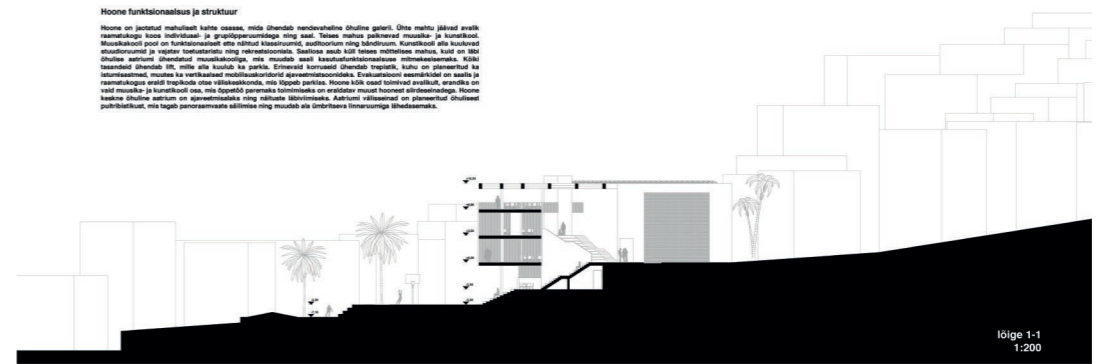 Hoone funktsionaalsus ja struktuur
Hoone on jaotatud mahuliselt kahte osasse, mida ühendab nendevaheline õhuline galerii. Ühte mahtu jäävad avalik
raamatukogu koos individuaal- ja grupiõpperuumidega ning saal. Teises mahus paiknevad muusika- ja kunstikool.
Muusikakooli pool on funktsionaalselt ette nähtud klassiruumid, auditoorium ning bändiruum. Kunstikooli alla kuuluvad
stuudioruumid ja vajatav toetustaristu ning rekreatsiooniala. Saaliosa asub küll teises mõttelises mahus, kuid on läbi
õhulise aatriumi ühendatud muusikakooliga, mis muudab saali kasutusfunktsionaalsuse mitmekesisemaks. Kõiki
tasandeid ühendab lift, mille alla kuulub ka parkla. Erinevaid korruseid ühendab trepistik, kuhu on planeeritud ka
istumisastmed, muutes ka vertikaalsed mobiilsuskoridorid ajaveetmistsoonideks. Evakuatsiooni eesmärkidel on saalis ja
raamatukogus eraldi trepikoda otse väliskeskkonda, mis lõppeb parklas. Hoone kõik osad toimivad avalikult, erandiks on
vaid muusika- ja kunstikooli osa, mis õppetöö paremaks toimimiseks on eraldatav muust hoonest siirdeseinadega. Hoone
keskne õhuline aatrium on ajaveetmisalaks ning näituste läbiviimiseks. Aatriumi välisseinad on planeeritud õhulisest
puitribistikust, mis tagab panoraamvaate säilimise ning muudab ala ümbritseva linnaruumiga lähedasemaks.
lõige 1-1
1:200